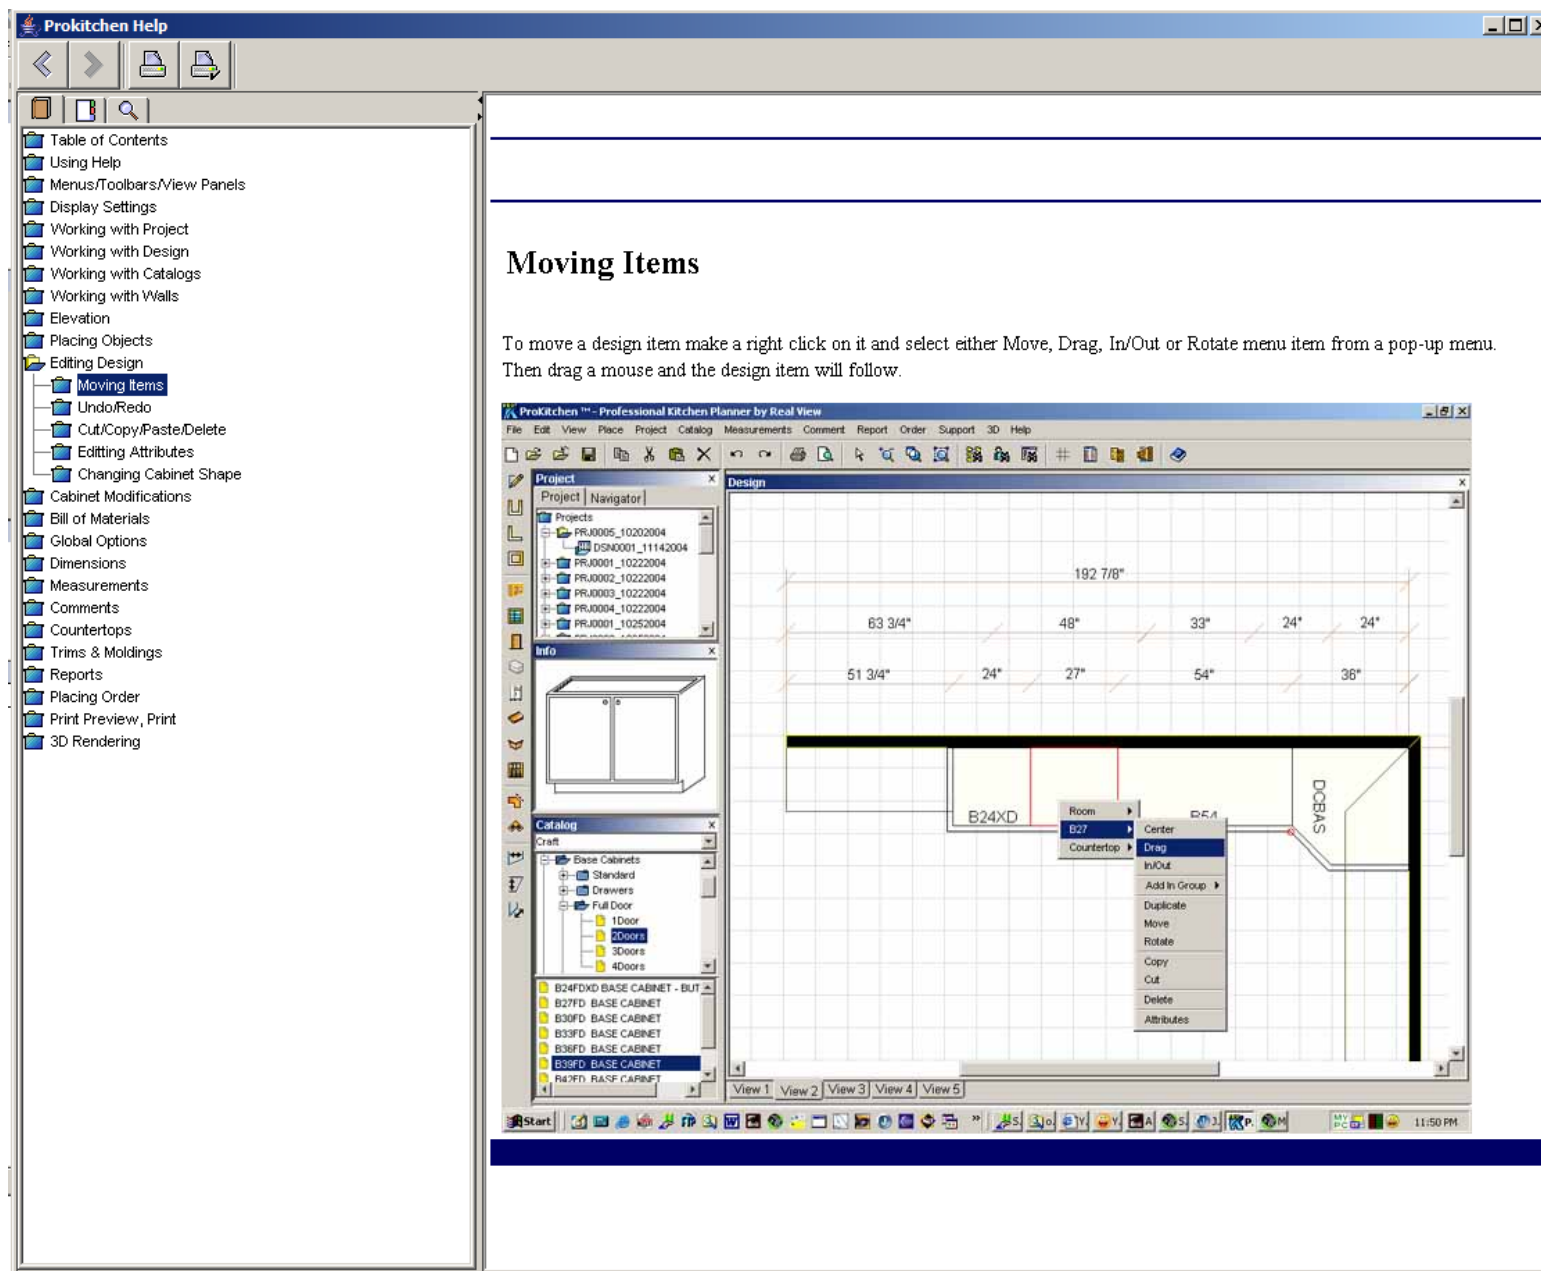 Prokitchen Help
Table of Contents
Using Help
Menus/Toolbars/View Panels
Display Settings
Working with Project
Working with Design
Working with Catalogs
Working with Walls
Elevation
Placing Objects
Editing Design
Moving Items
Undo/Redo
Cut/Copy/Paste/Delete
Editting Attributes
Changing Cabinet Shape
Cabinet Modifications
Bill of Materials
Global Options
Dimensions
Measurements
Comments
Countertops
Trims & Moldings
Reports
Placing Order
Print Preview, Print
3D Rendering
Moving Items
To move a design item make a right click on it and select either Move, Drag, In/Out or Rotate menu item from a pop-up menu.
Then drag a mouse and the design item will follow.
ProKitchen ™ - Professional Kitchen Planner by Real View
File Edit View Place Project Catalog Measurements Comment Report Order Support 3D Help
Project
Project Navigator
Projects
PRJ0005_10202004
DSN0001_11142004
PRJ0001_10222004
PRJ0002_10222004
PRJ0003_10222004
PRJ0004_10222004
PRJ0001_10252004
Info
Catalog
Craft
Base Cabinets
Standard
Drawers
Full Door
1Door
2Doors
3Doors
4Doors
B24FDXD BASE CABINET - BUT
B27FD BASE CABINET
B30FD BASE CABINET
B33FD BASE CABINET
B36FD BASE CABINET
B39FD BASE CABINET
B42FD BASE CABINET
Design
192 7/8"
63 3/4" 48" 33" 24" 24"
51 3/4" 24" 27" 54" 36"
B24XD
B54
DCBAS
Room
B27
Countertop
Center
Drag
In/Out
Add In Group
Duplicate
Move
Rotate
Copy
Cut
Delete
Attributes
View 1 View 2 View 3 View 4 View 5
Start
11:50 PM